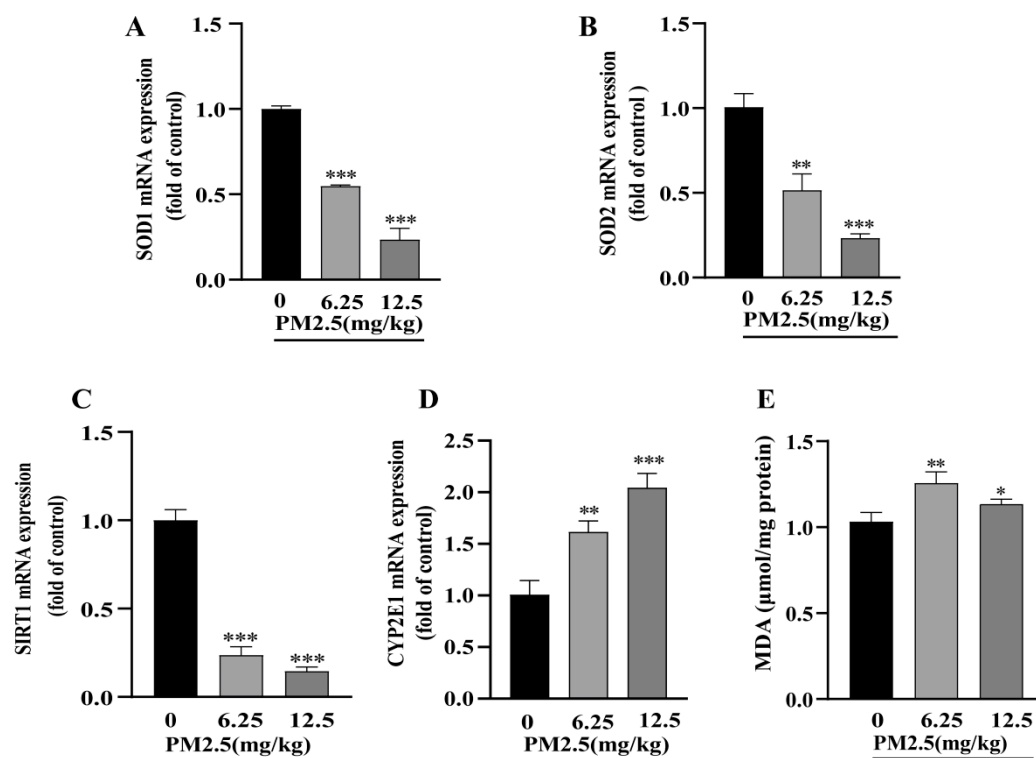 A
SOD1 mRNA expression
(fold of control)
1.5
1.0
0.5
0.0
***
***
0 6.25 12.5
PM2.5(mg/kg)
B
SOD2 mRNA expression
(fold of control )
1.5
1.0
0.5
0.0
**
***
0 6.25 12.5
PM2.5(mg/kg)
C
SIRT1 mRNA expression
(fold of control)
1.5
1.0
0.5
0.0
***
***
0 6.25 12.5
PM2.5(mg/kg)
D
CYP2E1 mRNA expression
(fold of control)
2.5
2.0
1.5
1.0
0.5
0.0
**
***
0 6.25 12.5
PM2.5(mg/kg)
E
MDA (μmol/mg protein)
1.5
1.0
0.5
0.0
**
*
0 6.25 12.5
PM2.5(mg/kg)